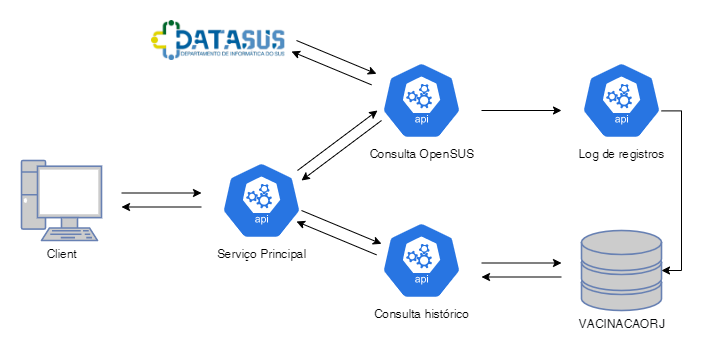 DATASUS
DEPARTAMENTO DE INFORMÁTICA DO SUS
api
Consulta OpenSUS
api
Log de registros
api
Serviço Principal
Client
api
Consulta histórico
VACINACAORJ